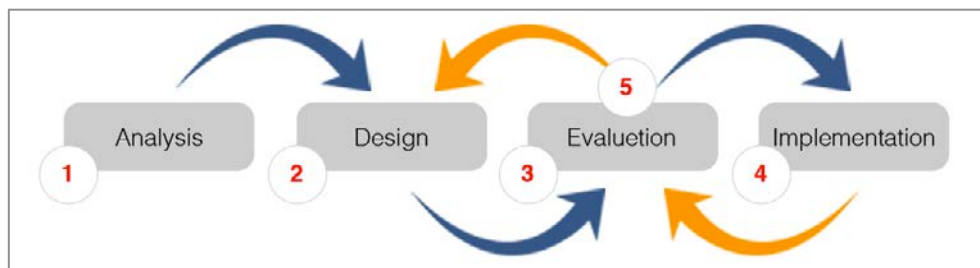 5
Analysis
Design
Evaluetion
Implementation
1
2
3
4